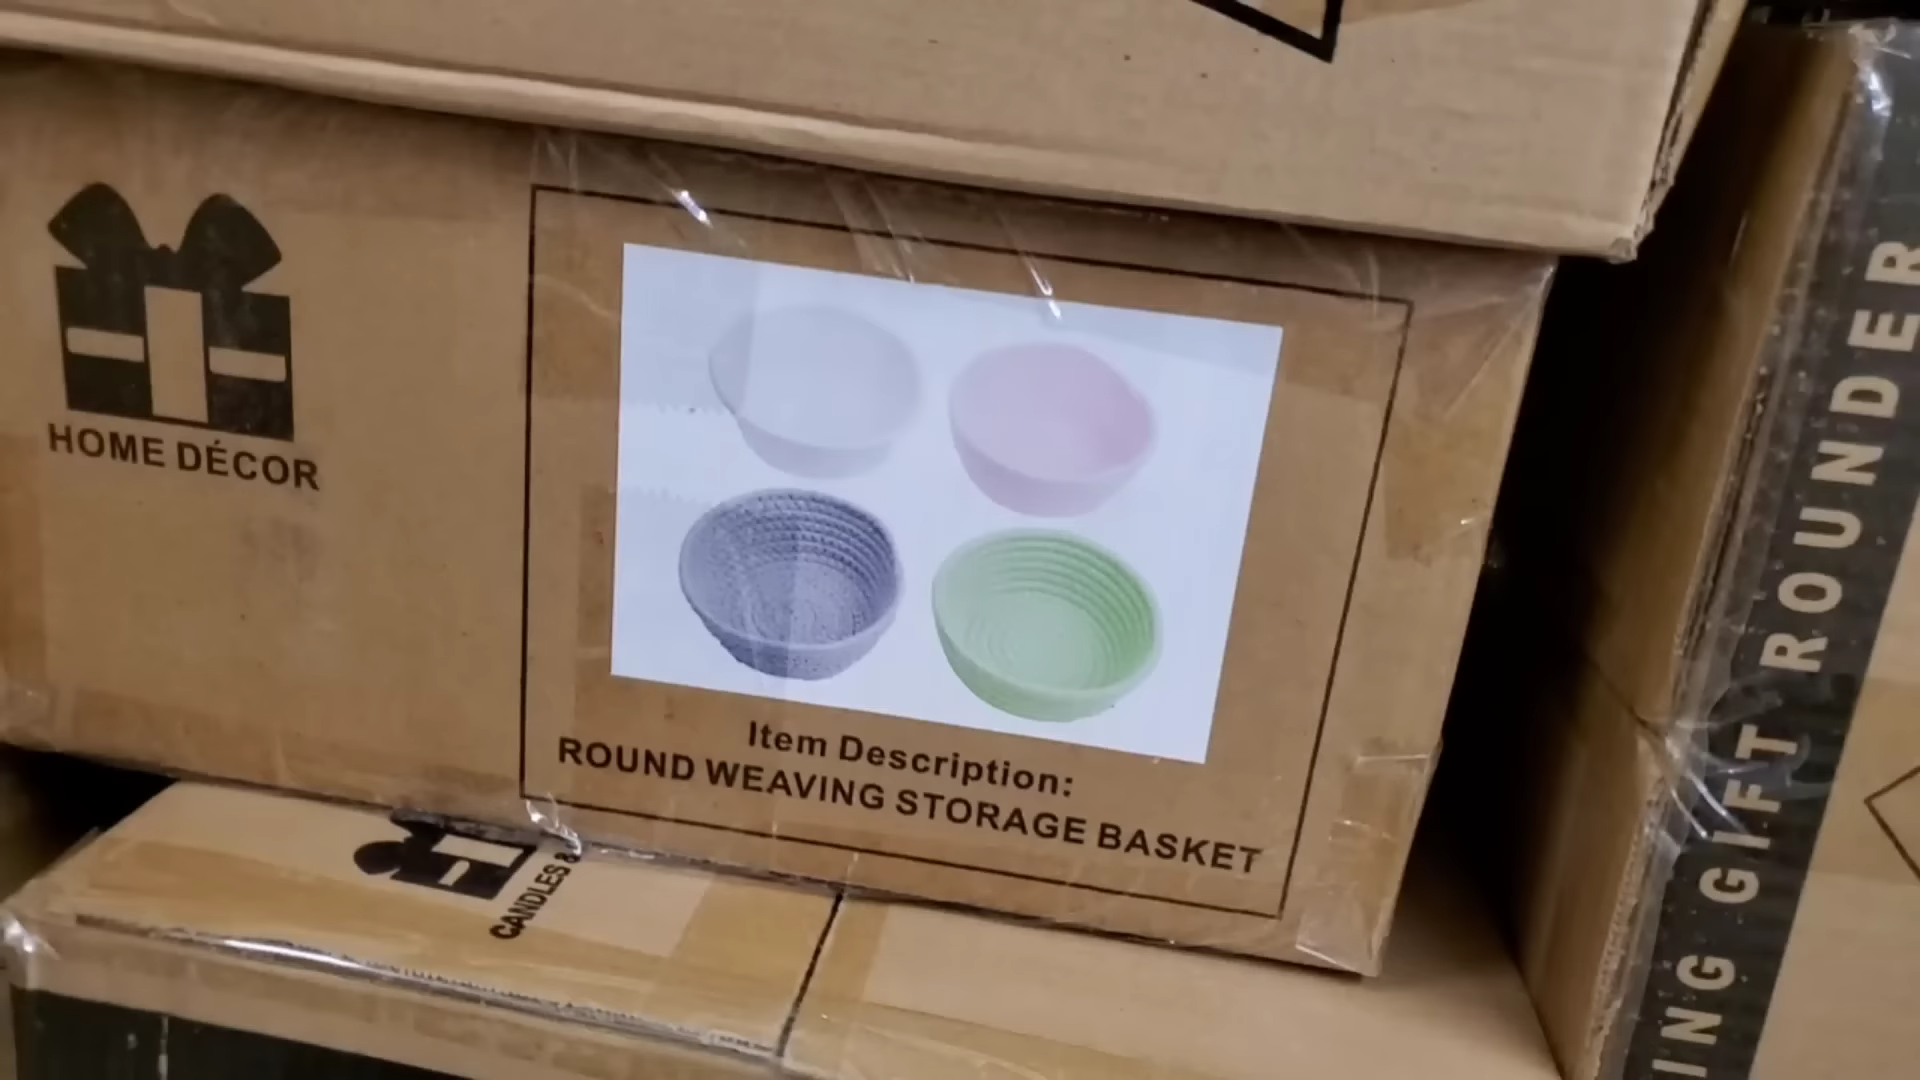 HOME DÉCOR
Item Description:
ROUND WEAVING STORAGE BASKET
CANDLES &
ING GIFT ROUNDER